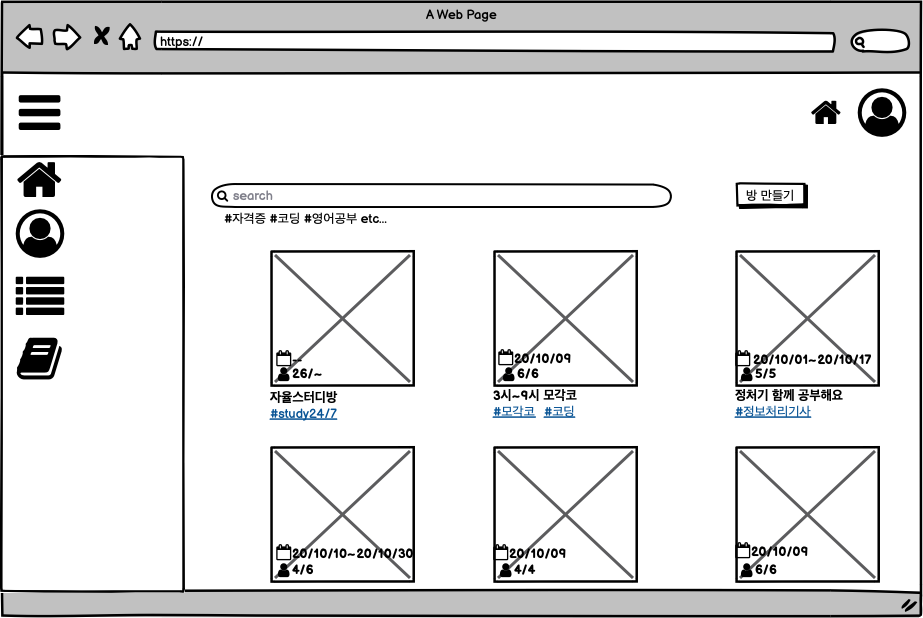 A Web Page
https://
search
방 만들기
#자격증 #코딩 #영어공부 etc...
--
26/~
자율스터디방
#study24/7
20/10/09
6/6
3시~9시 모각코
#모각코 #코딩
20/10/01~20/10/17
5/5
정처기 함께 공부해요
#정보처리기사
20/10/10~20/10/30
4/6
20/10/09
4/4
20/10/09
6/6